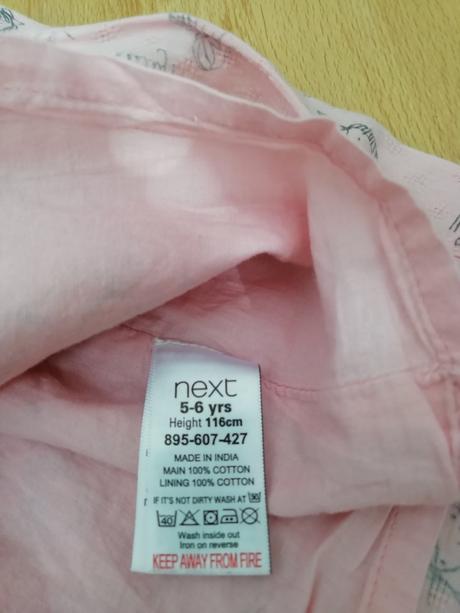 next
5-6 yrs
Height 116cm
895-607-427
MADE IN INDIA
MAIN 100% COTTON
LINING 100% COTTON
IF IT'S NOT DIRTY WASH AT 30
40
Wash inside out
Iron on reverse
KEEP AWAY FROM FIRE